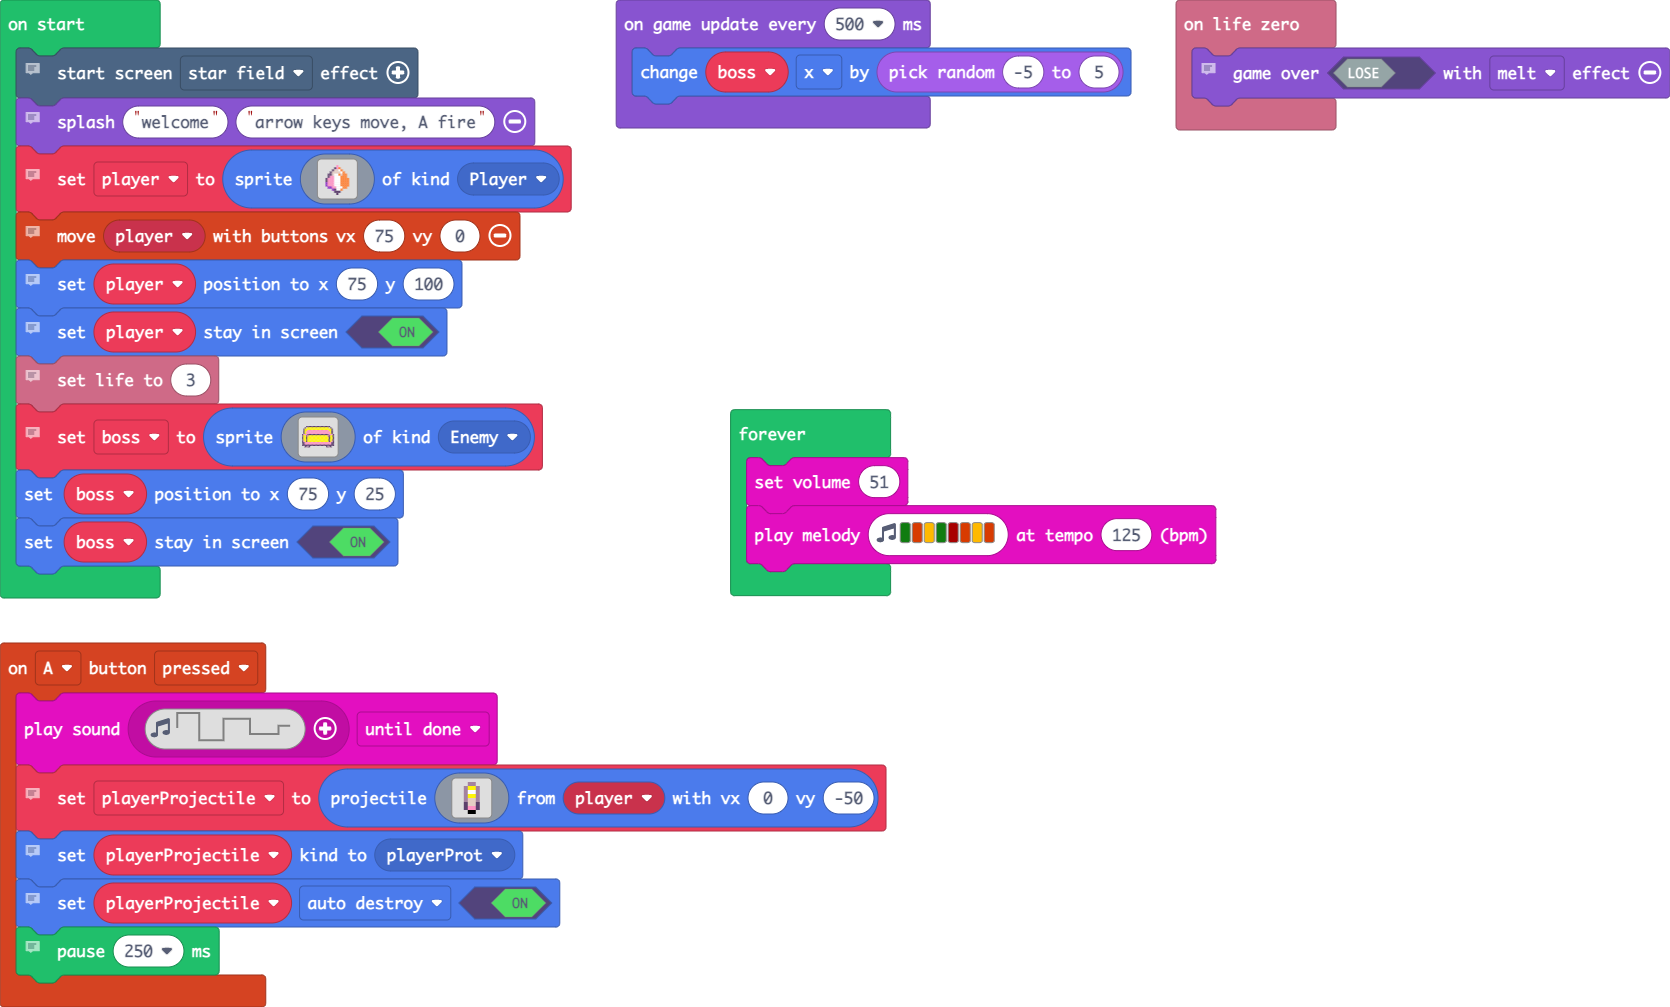 on start
start screen star field effect
splash "welcome" "arrow keys move, A fire"
set player to sprite of kind Player
move player with buttons vx 75 vy 0
set player position to x 75 y 100
set player stay in screen ON
set life to 3
set boss to sprite of kind Enemy
set boss position to x 75 y 25
set boss stay in screen ON
on game update every 500 ms
change boss x by pick random -5 to 5
on life zero
game over LOSE with melt effect
forever
set volume 51
play melody at tempo 125 (bpm)
on A button pressed
play sound until done
set playerProjectile to projectile from player with vx 0 vy -50
set playerProjectile kind to playerProt
set playerProjectile auto destroy ON
pause 250 ms